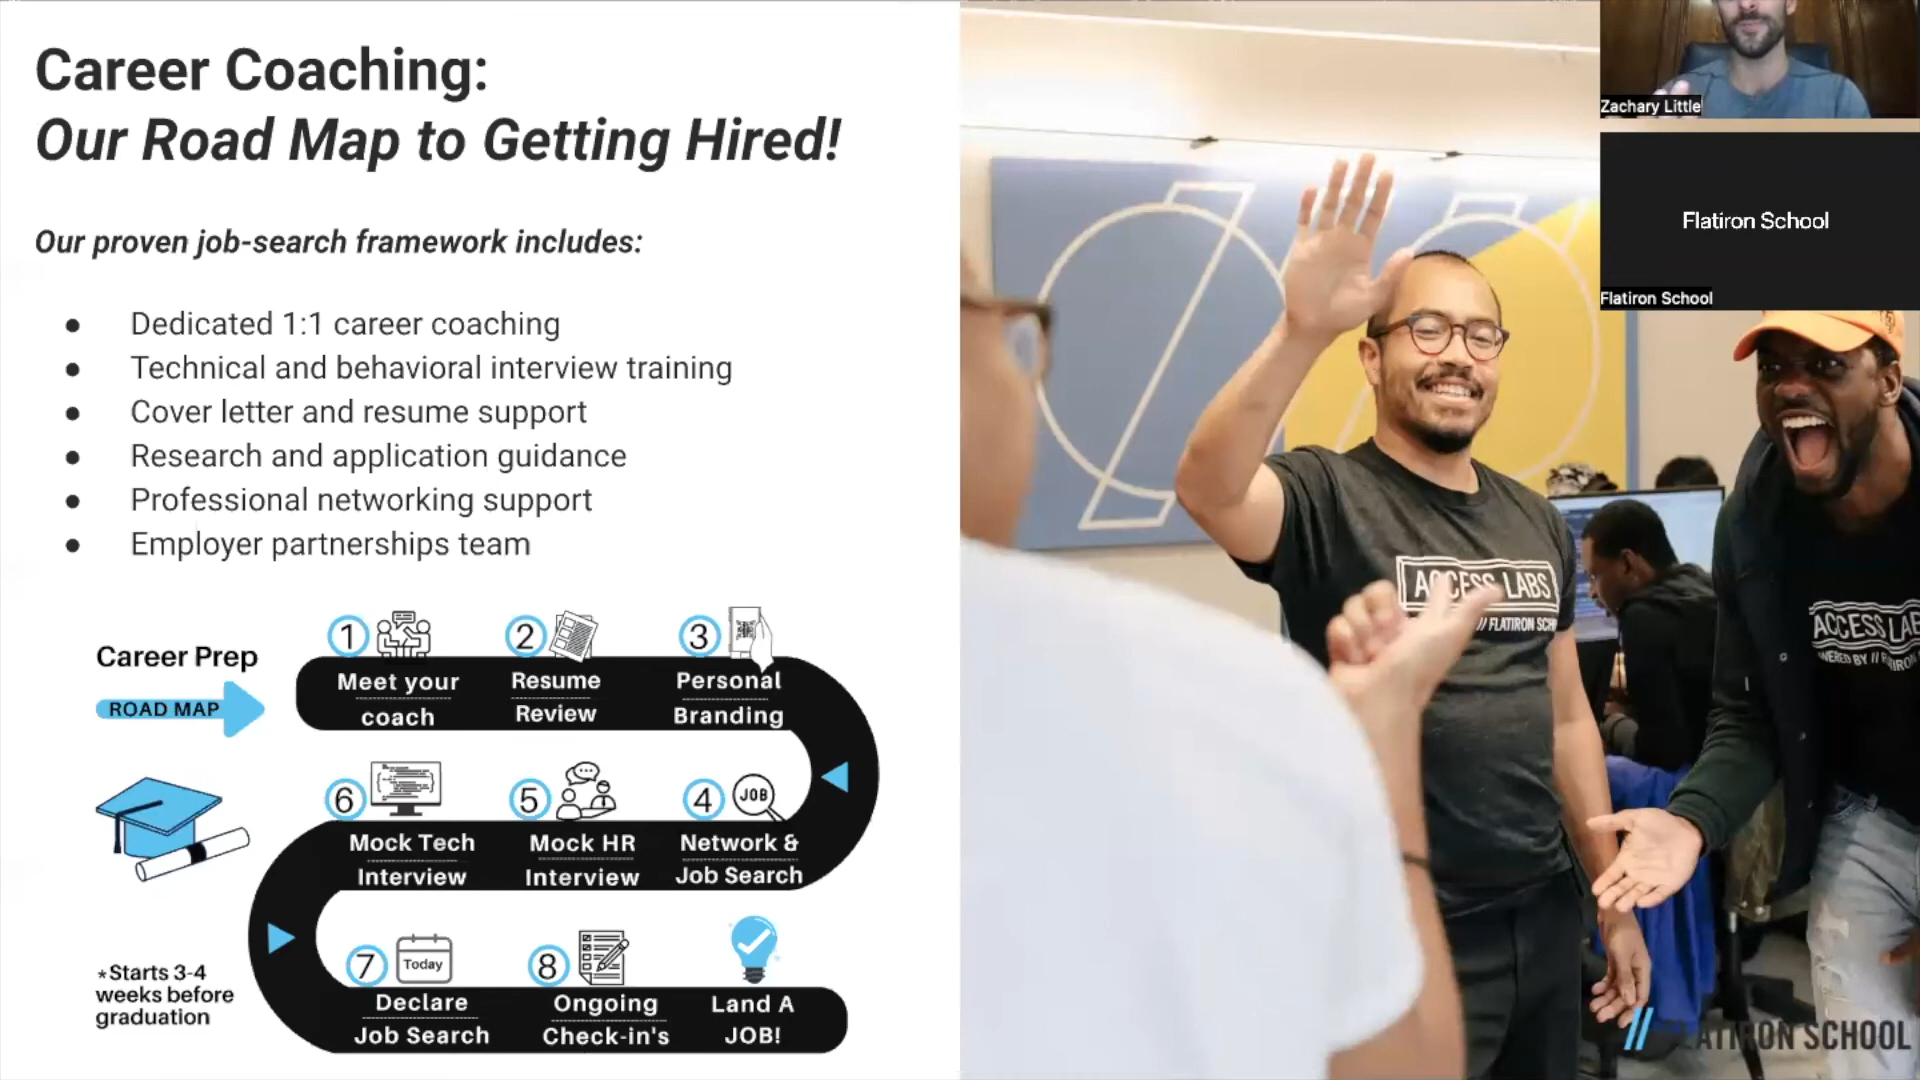 Career Coaching:
Our Road Map to Getting Hired!
Our proven job-search framework includes:
● Dedicated 1:1 career coaching
● Technical and behavioral interview training
● Cover letter and resume support
● Research and application guidance
● Professional networking support
● Employer partnerships team
Career Prep
ROAD MAP
1
Meet your
coach
2
Resume
Review
3
Personal
Branding
6
Mock Tech
Interview
5
Mock HR
Interview
4
JOB
Network &
Job Search
*Starts 3-4
weeks before
graduation
7
Today
Declare
Job Search
8
Ongoing
Check-in's
Land A
JOB!
Zachary Little
Flatiron School
Flatiron School
ACCESS LABS
// FLATIRON SCH
ACCESS LAB
WERED BY // FLATIRON
// FLATIRON SCHOOL